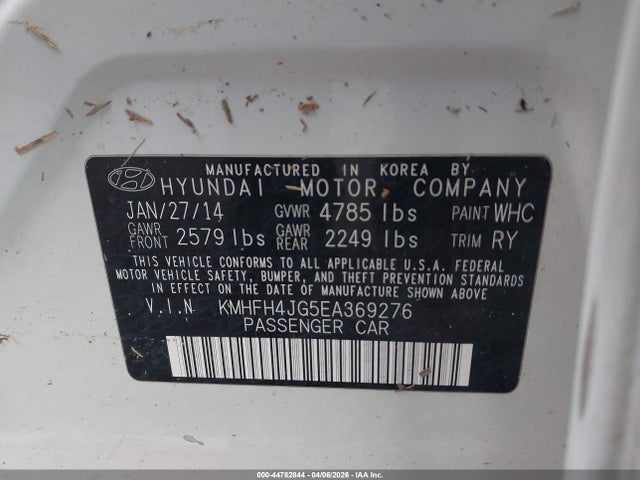 MANUFACTURED IN KOREA BY
HYUNDAI MOTOR COMPANY
JAN/27/14 GVWR 4785 lbs PAINT WHC
GAWR FRONT 2579 lbs GAWR REAR 2249 lbs TRIM RY
THIS VEHICLE CONFORMS TO ALL APPLICABLE U.S.A. FEDERAL
MOTOR VEHICLE SAFETY, BUMPER, AND THEFT PREVENTION STANDARDS
IN EFFECT ON THE DATE OF MANUFACTURE SHOWN ABOVE.
V.I.N KMHFH4JG5EA369276
PASSENGER CAR
000-44782844 | 04/06/2026 - IAA Crop.